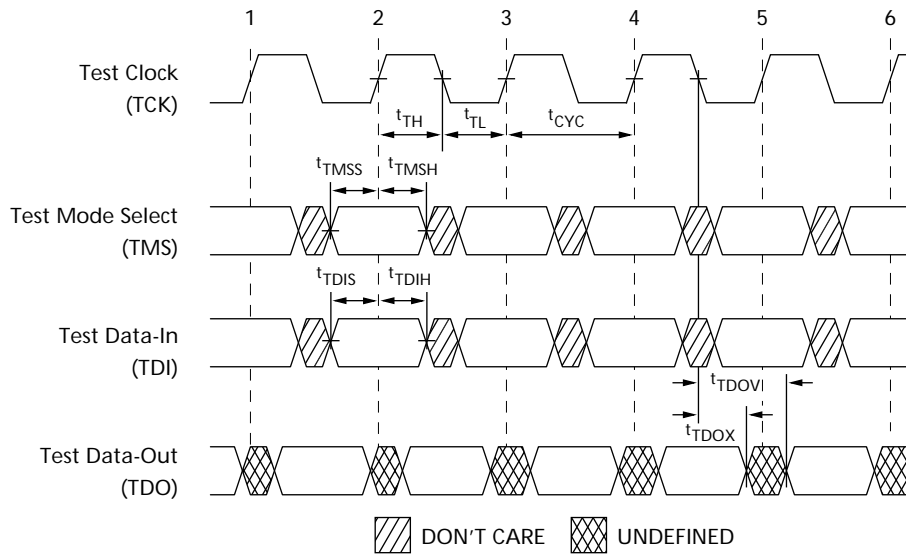 1 2 3 4 5 6
Test Clock
(TCK)
tTH tTL tCYC
tTMSS tTMSH
Test Mode Select
(TMS)
tTDIS tTDIH
Test Data-In
(TDI)
tTDOV
tTDOX
Test Data-Out
(TDO)
DON'T CARE UNDEFINED